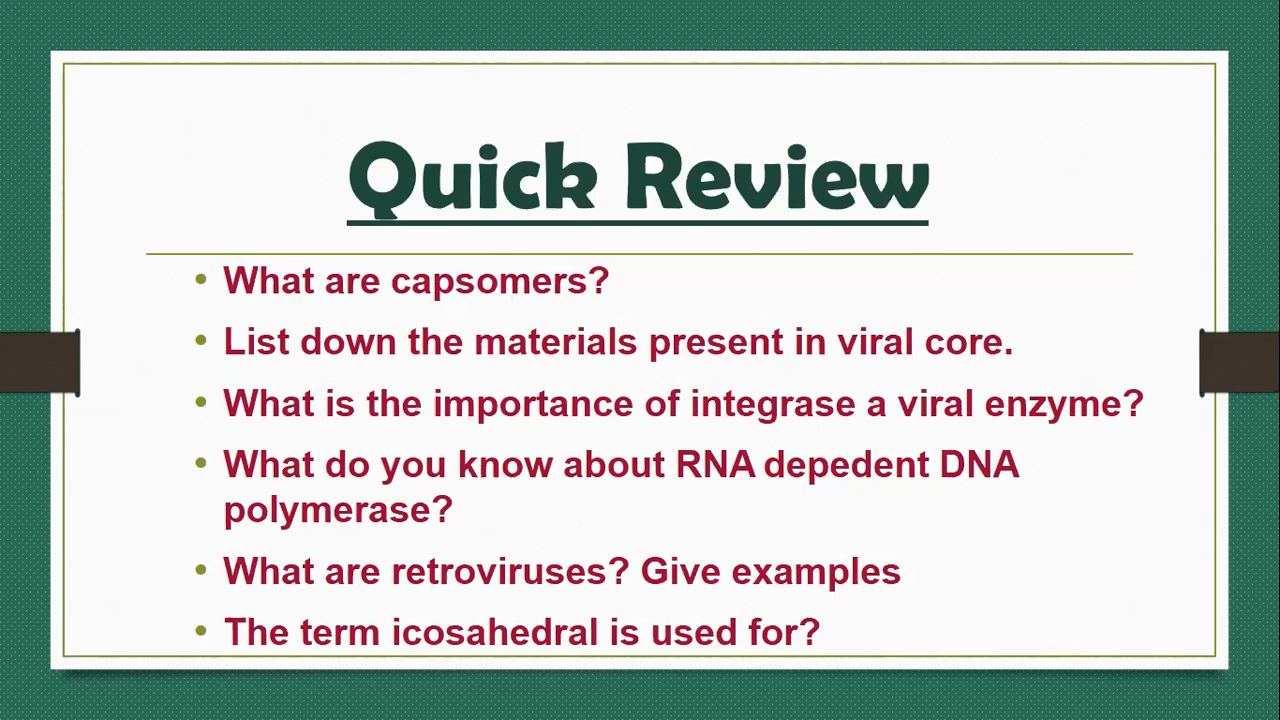 Quick Review
• What are capsomers?
• List down the materials present in viral core.
• What is the importance of integrase a viral enzyme?
• What do you know about RNA depedent DNA
polymerase?
• What are retroviruses? Give examples
• The term icosahedral is used for?